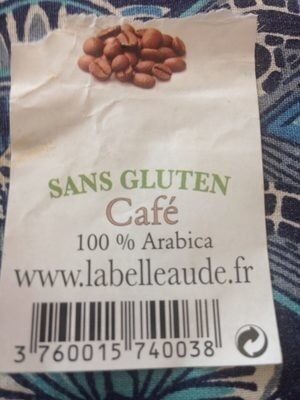 SANS GLUTEN
Café
100 % Arabica
www.labelleaude.fr
3 760015 740038